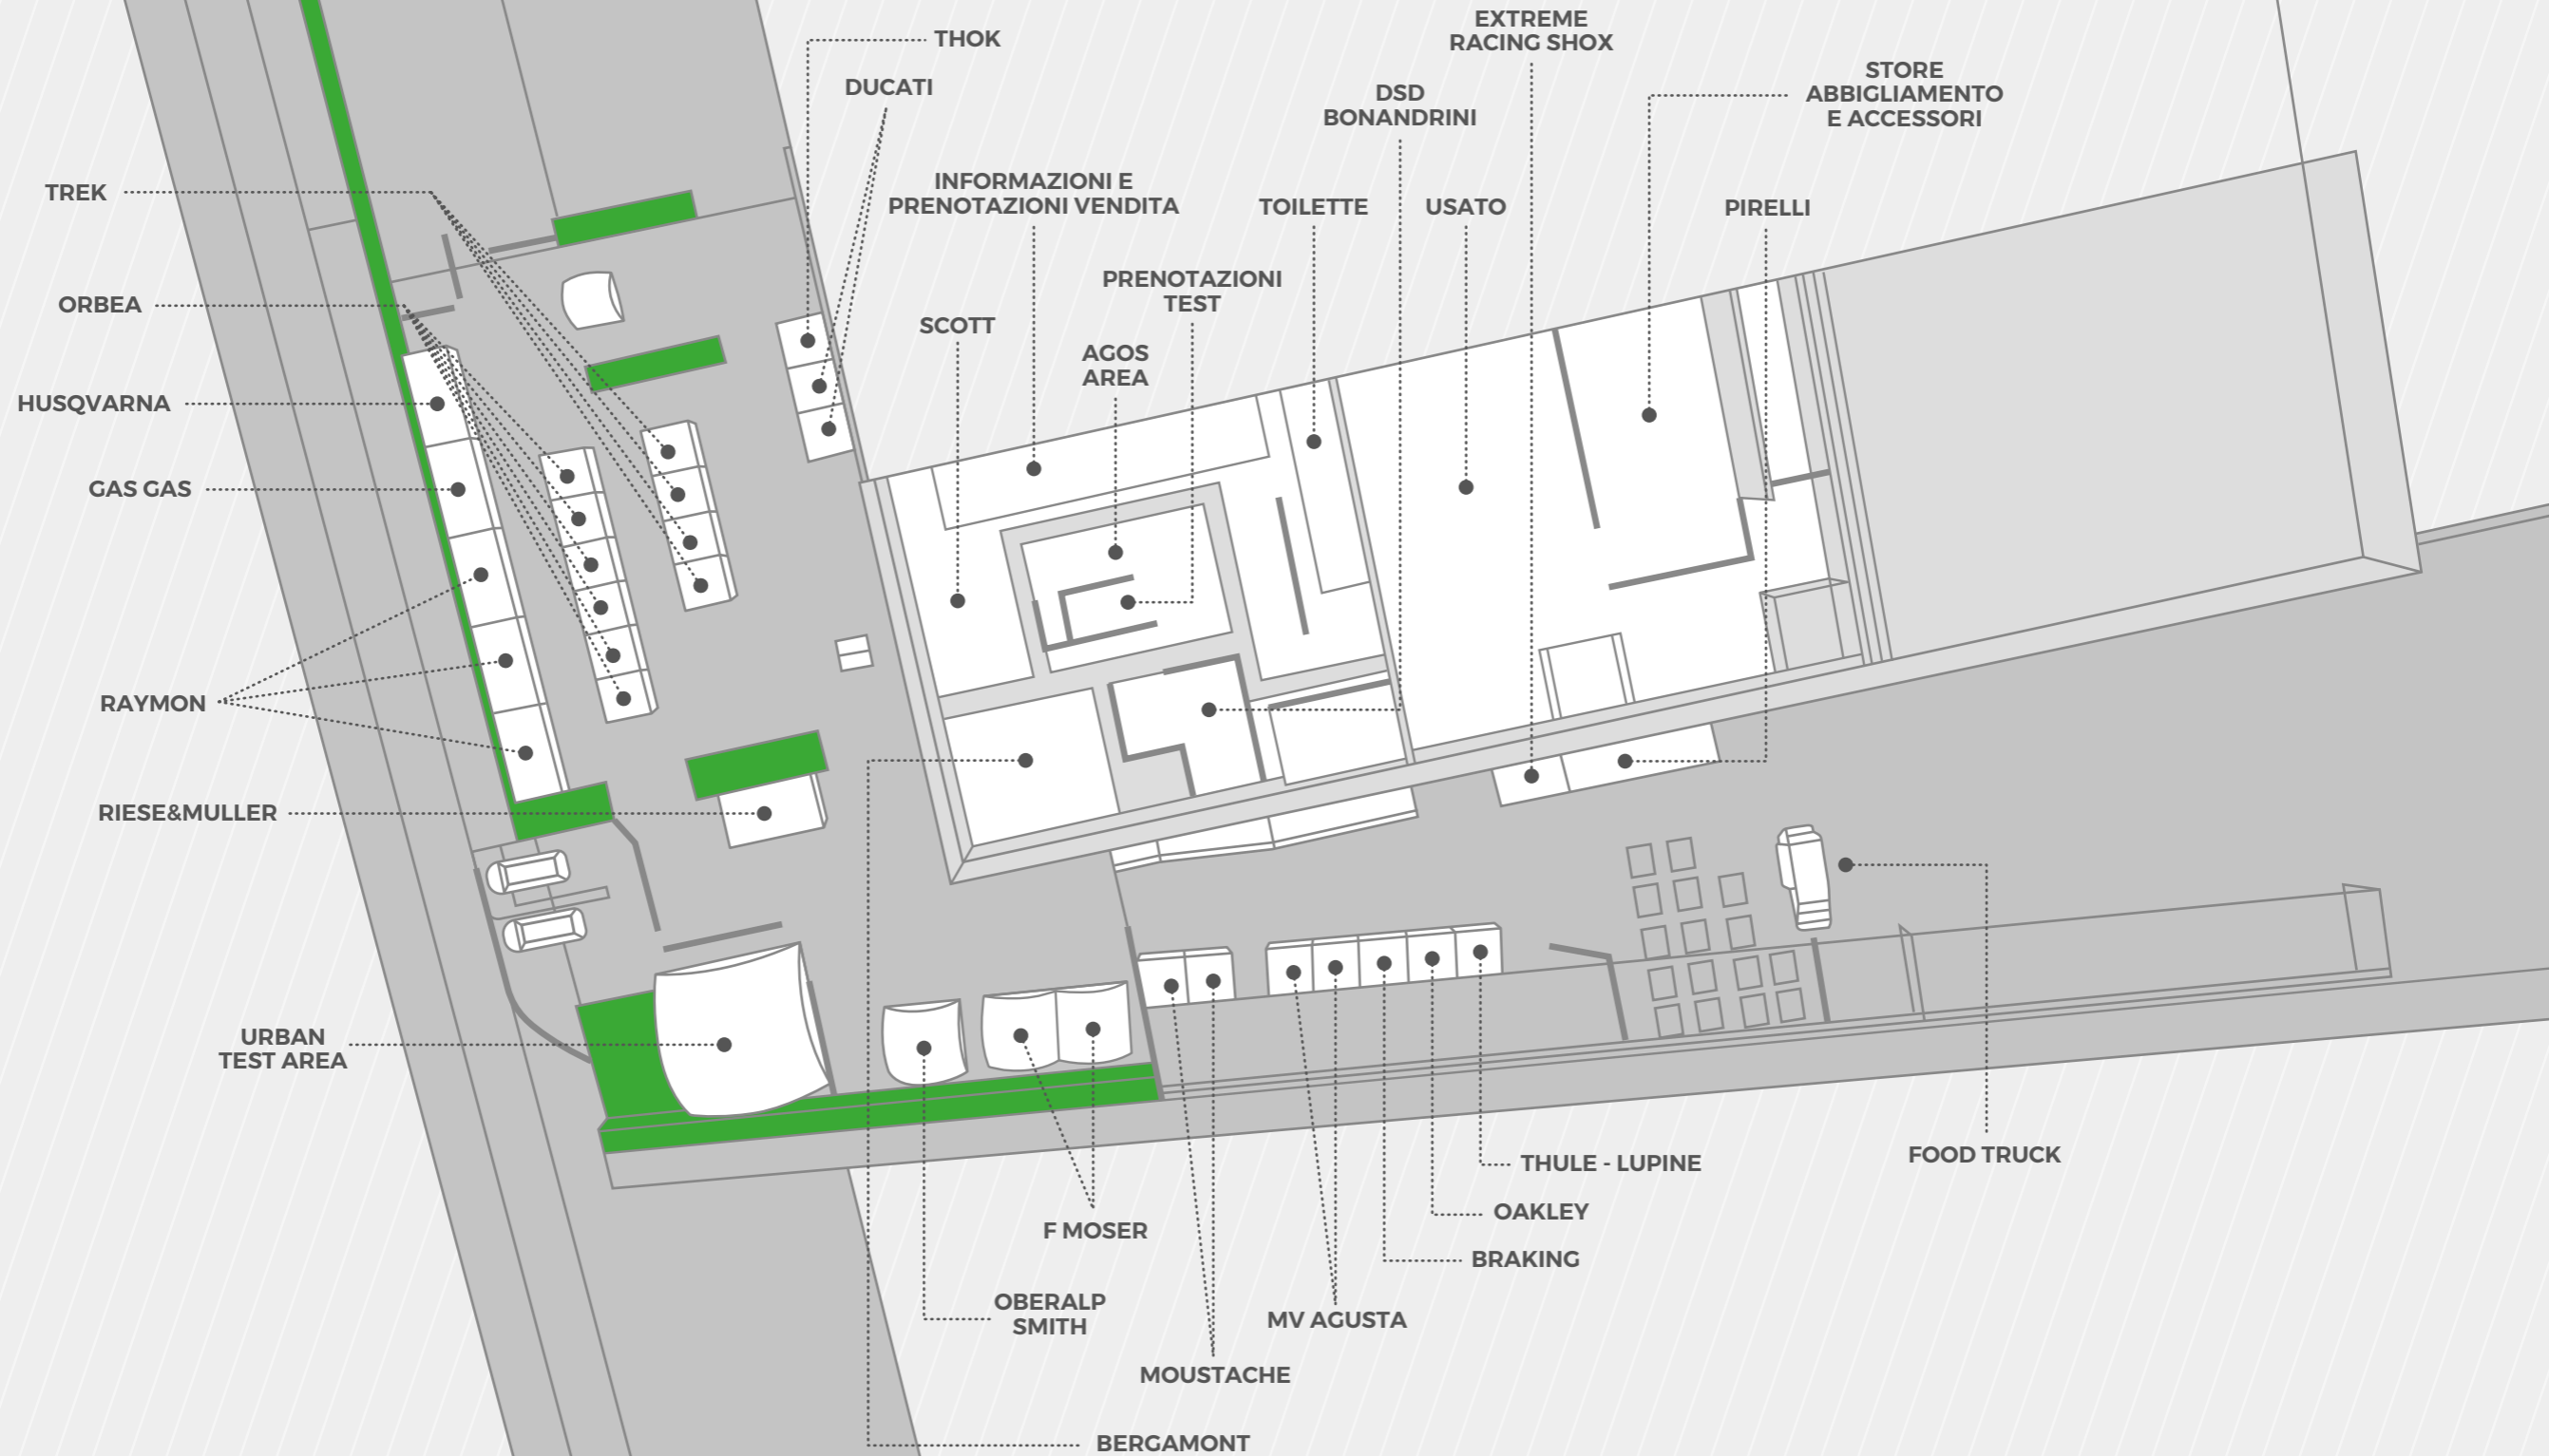 THOK
DUCATI
EXTREME
RACING SHOX
DSD
BONANDRINI
STORE
ABBIGLIAMENTO
E ACCESSORI
TREK
INFORMAZIONI E
PRENOTAZIONI VENDITA
TOILETTE
USATO
PIRELLI
PRENOTAZIONI
TEST
ORBEA
SCOTT
AGOS
AREA
HUSQVARNA
GAS GAS
RAYMON
RIESE&MULLER
URBAN
TEST AREA
FOOD TRUCK
THULE - LUPINE
OAKLEY
F MOSER
BRAKING
OBERALP
SMITH
MV AGUSTA
MOUSTACHE
BERGAMONT